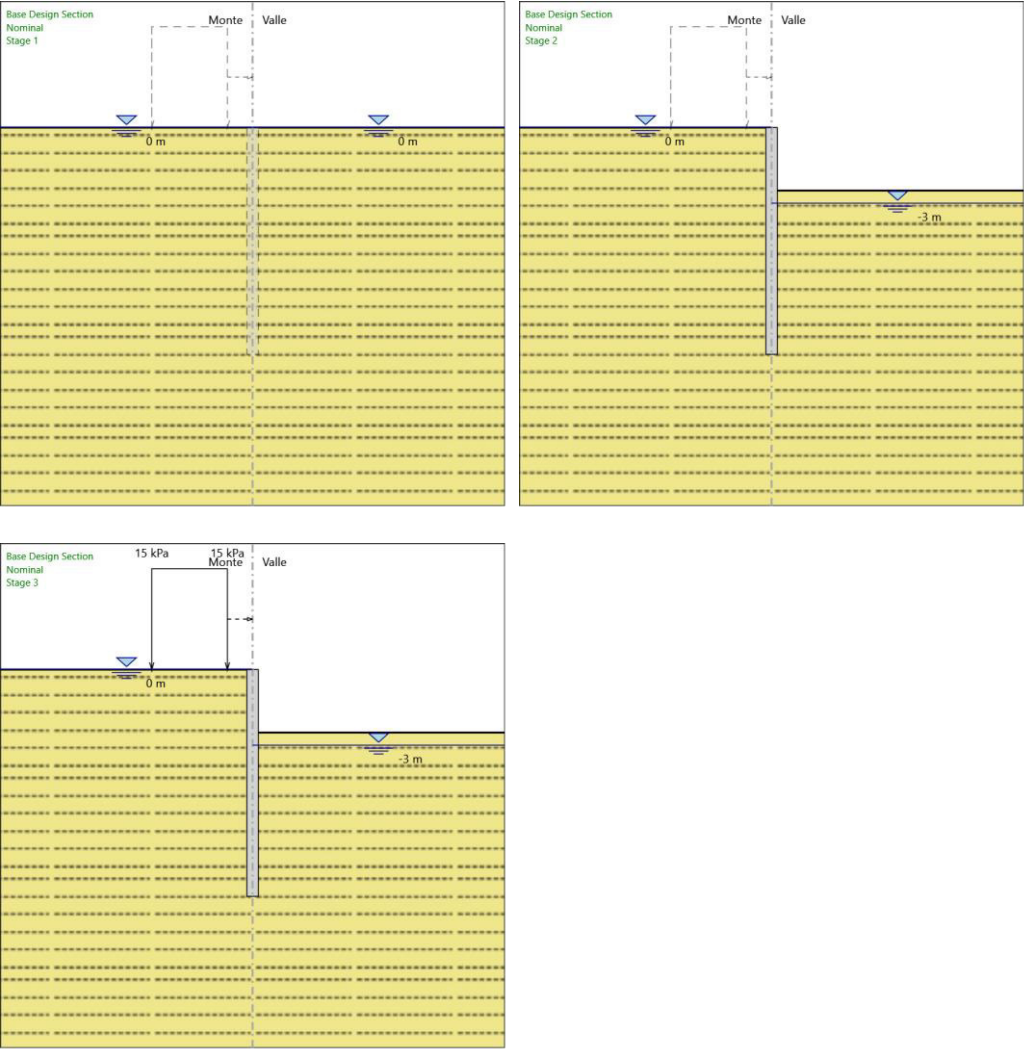 Base Design Section
Nominal
Stage 1
Monte
Valle
0 m
0 m
Base Design Section
Nominal
Stage 2
Monte
Valle
0 m
-3 m
Base Design Section
Nominal
Stage 3
15 kPa
15 kPa
Monte
Valle
0 m
-3 m